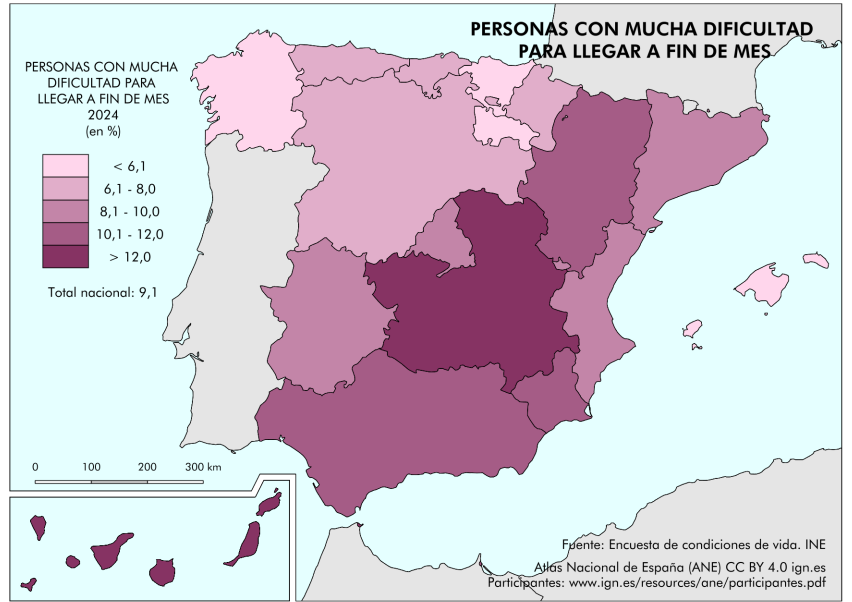 PERSONAS CON MUCHA DIFICULTAD
PARA LLEGAR A FIN DE MES
PERSONAS CON MUCHA
DIFICULTAD PARA
LLEGAR A FIN DE MES
2024
(en %)
< 6,1
6,1 - 8,0
8,1 - 10,0
10,1 - 12,0
> 12,0
Total nacional: 9,1
0 100 200 300 km
Fuente: Encuesta de condiciones de vida. INE
Atlas Nacional de España (ANE) CC BY 4.0 ign.es
Participantes: www.ign.es/resources/ane/participantes.pdf